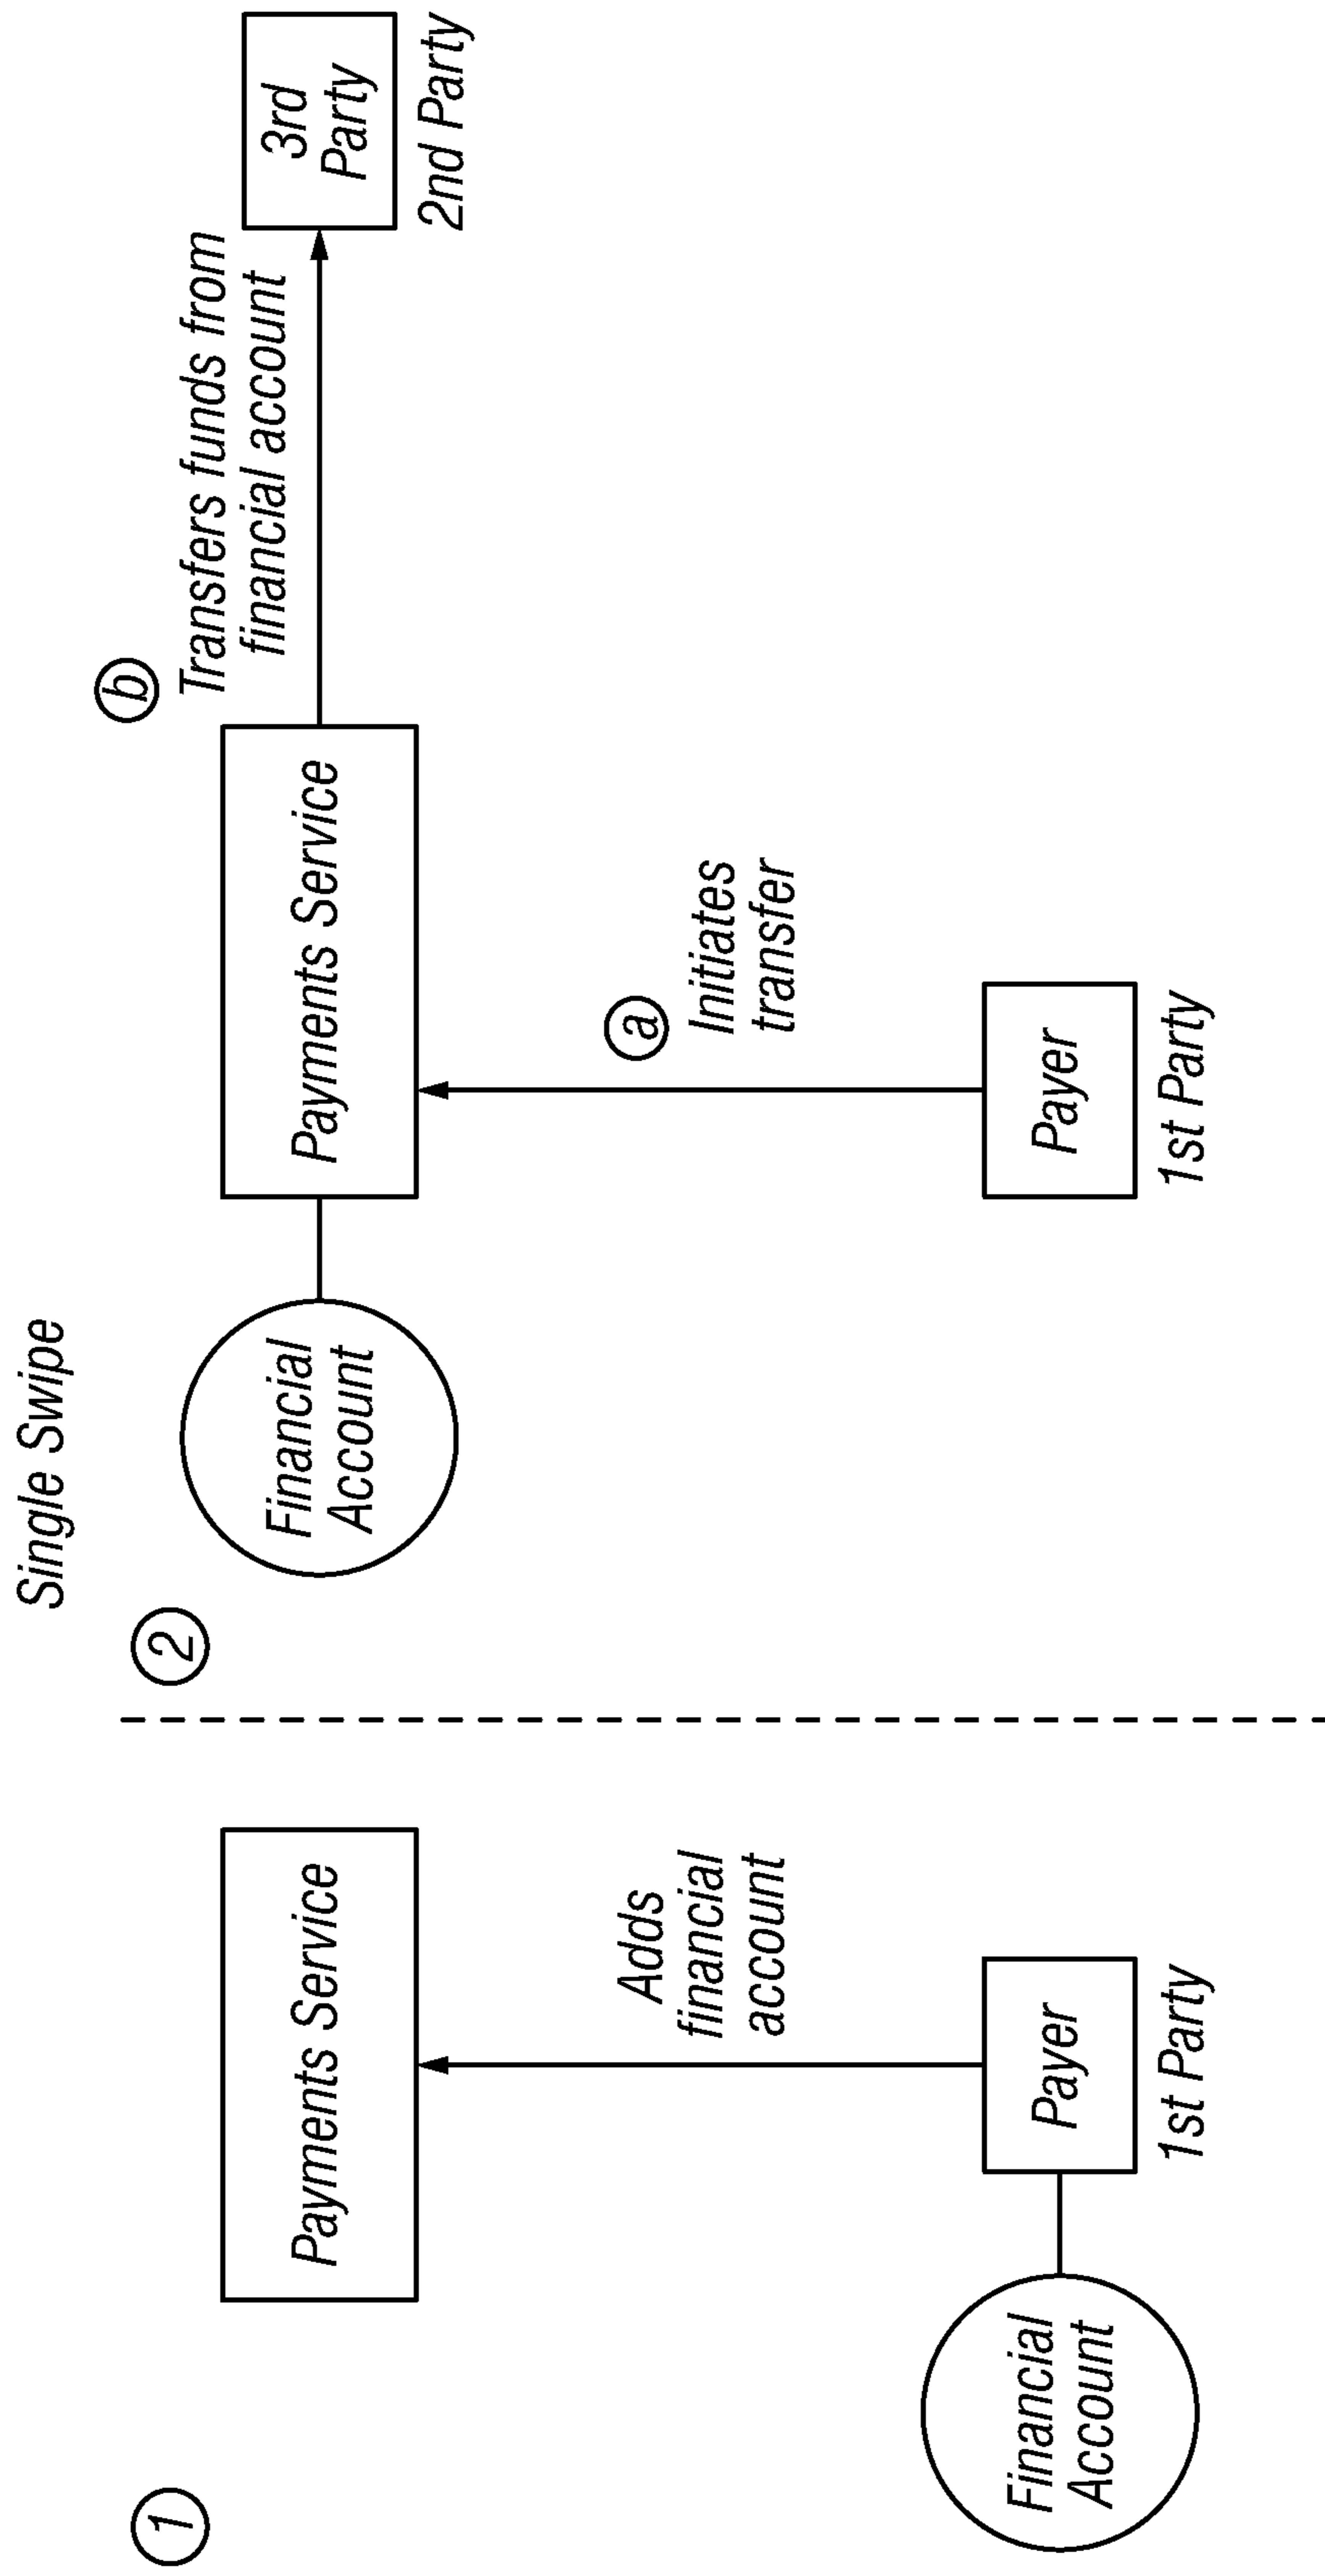 Single Swipe
1
Payments Service
Adds
financial
account
Financial
Account
Payer
1st Party
2
Financial
Account
Payments Service
b
Transfers funds from
financial account
3rd
Party
2nd Party
a
Initiates
transfer
Payer
1st Party